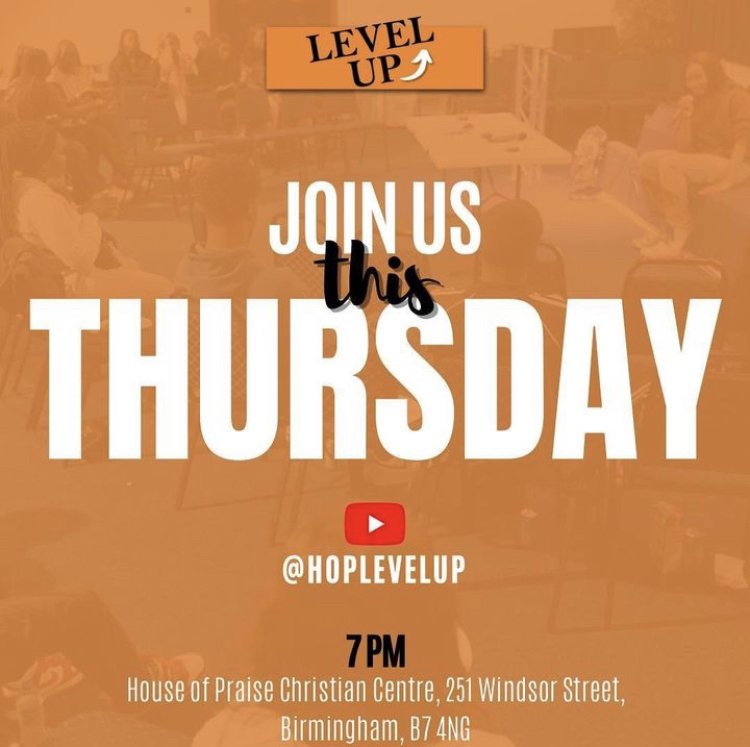 LEVEL
UP
JOIN US
this
THURSDAY
@HOPLEVELUP
7 PM
House of Praise Christian Centre, 251 Windsor Street,
Birmingham, B7 4NG